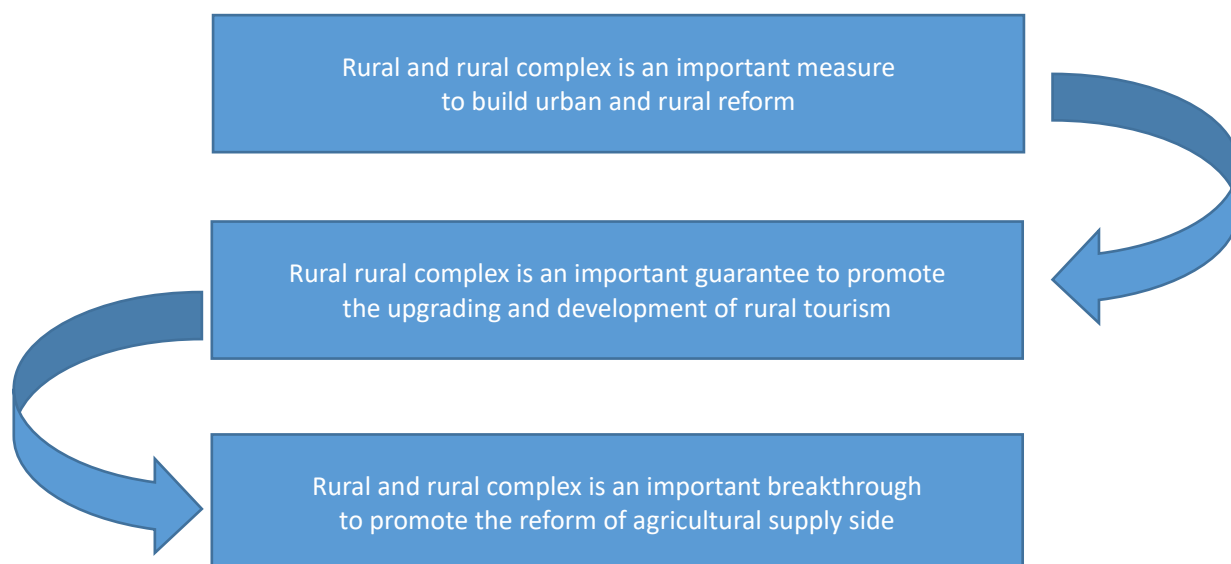 Rural and rural complex is an important measure
to build urban and rural reform
Rural rural complex is an important guarantee to promote
the upgrading and development of rural tourism
Rural and rural complex is an important breakthrough
to promote the reform of agricultural supply side